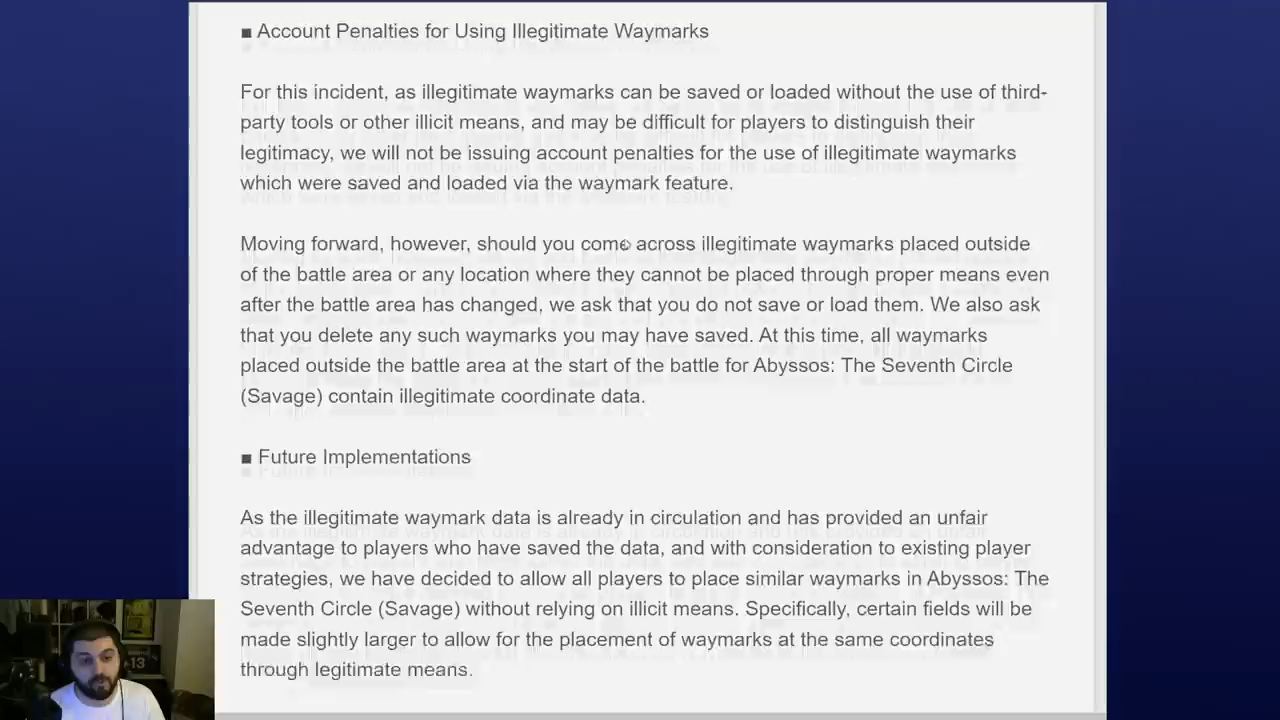 ■ Account Penalties for Using Illegitimate Waymarks
For this incident, as illegitimate waymarks can be saved or loaded without the use of third-
party tools or other illicit means, and may be difficult for players to distinguish their
legitimacy, we will not be issuing account penalties for the use of illegitimate waymarks
which were saved and loaded via the waymark feature.
Moving forward, however, should you come across illegitimate waymarks placed outside
of the battle area or any location where they cannot be placed through proper means even
after the battle area has changed, we ask that you do not save or load them. We also ask
that you delete any such waymarks you may have saved. At this time, all waymarks
placed outside the battle area at the start of the battle for Abyssos: The Seventh Circle
(Savage) contain illegitimate coordinate data.
■ Future Implementations
As the illegitimate waymark data is already in circulation and has provided an unfair
advantage to players who have saved the data, and with consideration to existing player
strategies, we have decided to allow all players to place similar waymarks in Abyssos: The
Seventh Circle (Savage) without relying on illicit means. Specifically, certain fields will be
made slightly larger to allow for the placement of waymarks at the same coordinates
through legitimate means.
+13